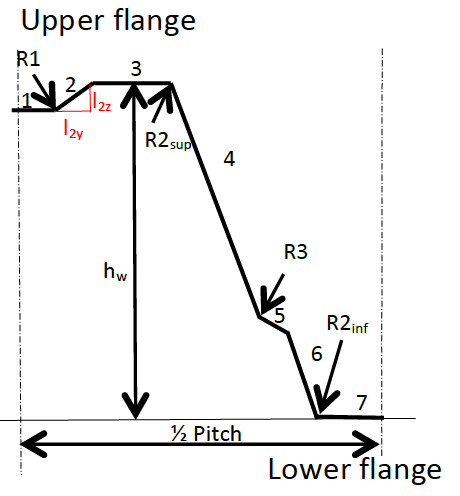 Upper flange
R1
2
3
1
l2z
l2y
R2sup
4
hw
R3
5
R2inf
6
7
½ Pitch
Lower flange